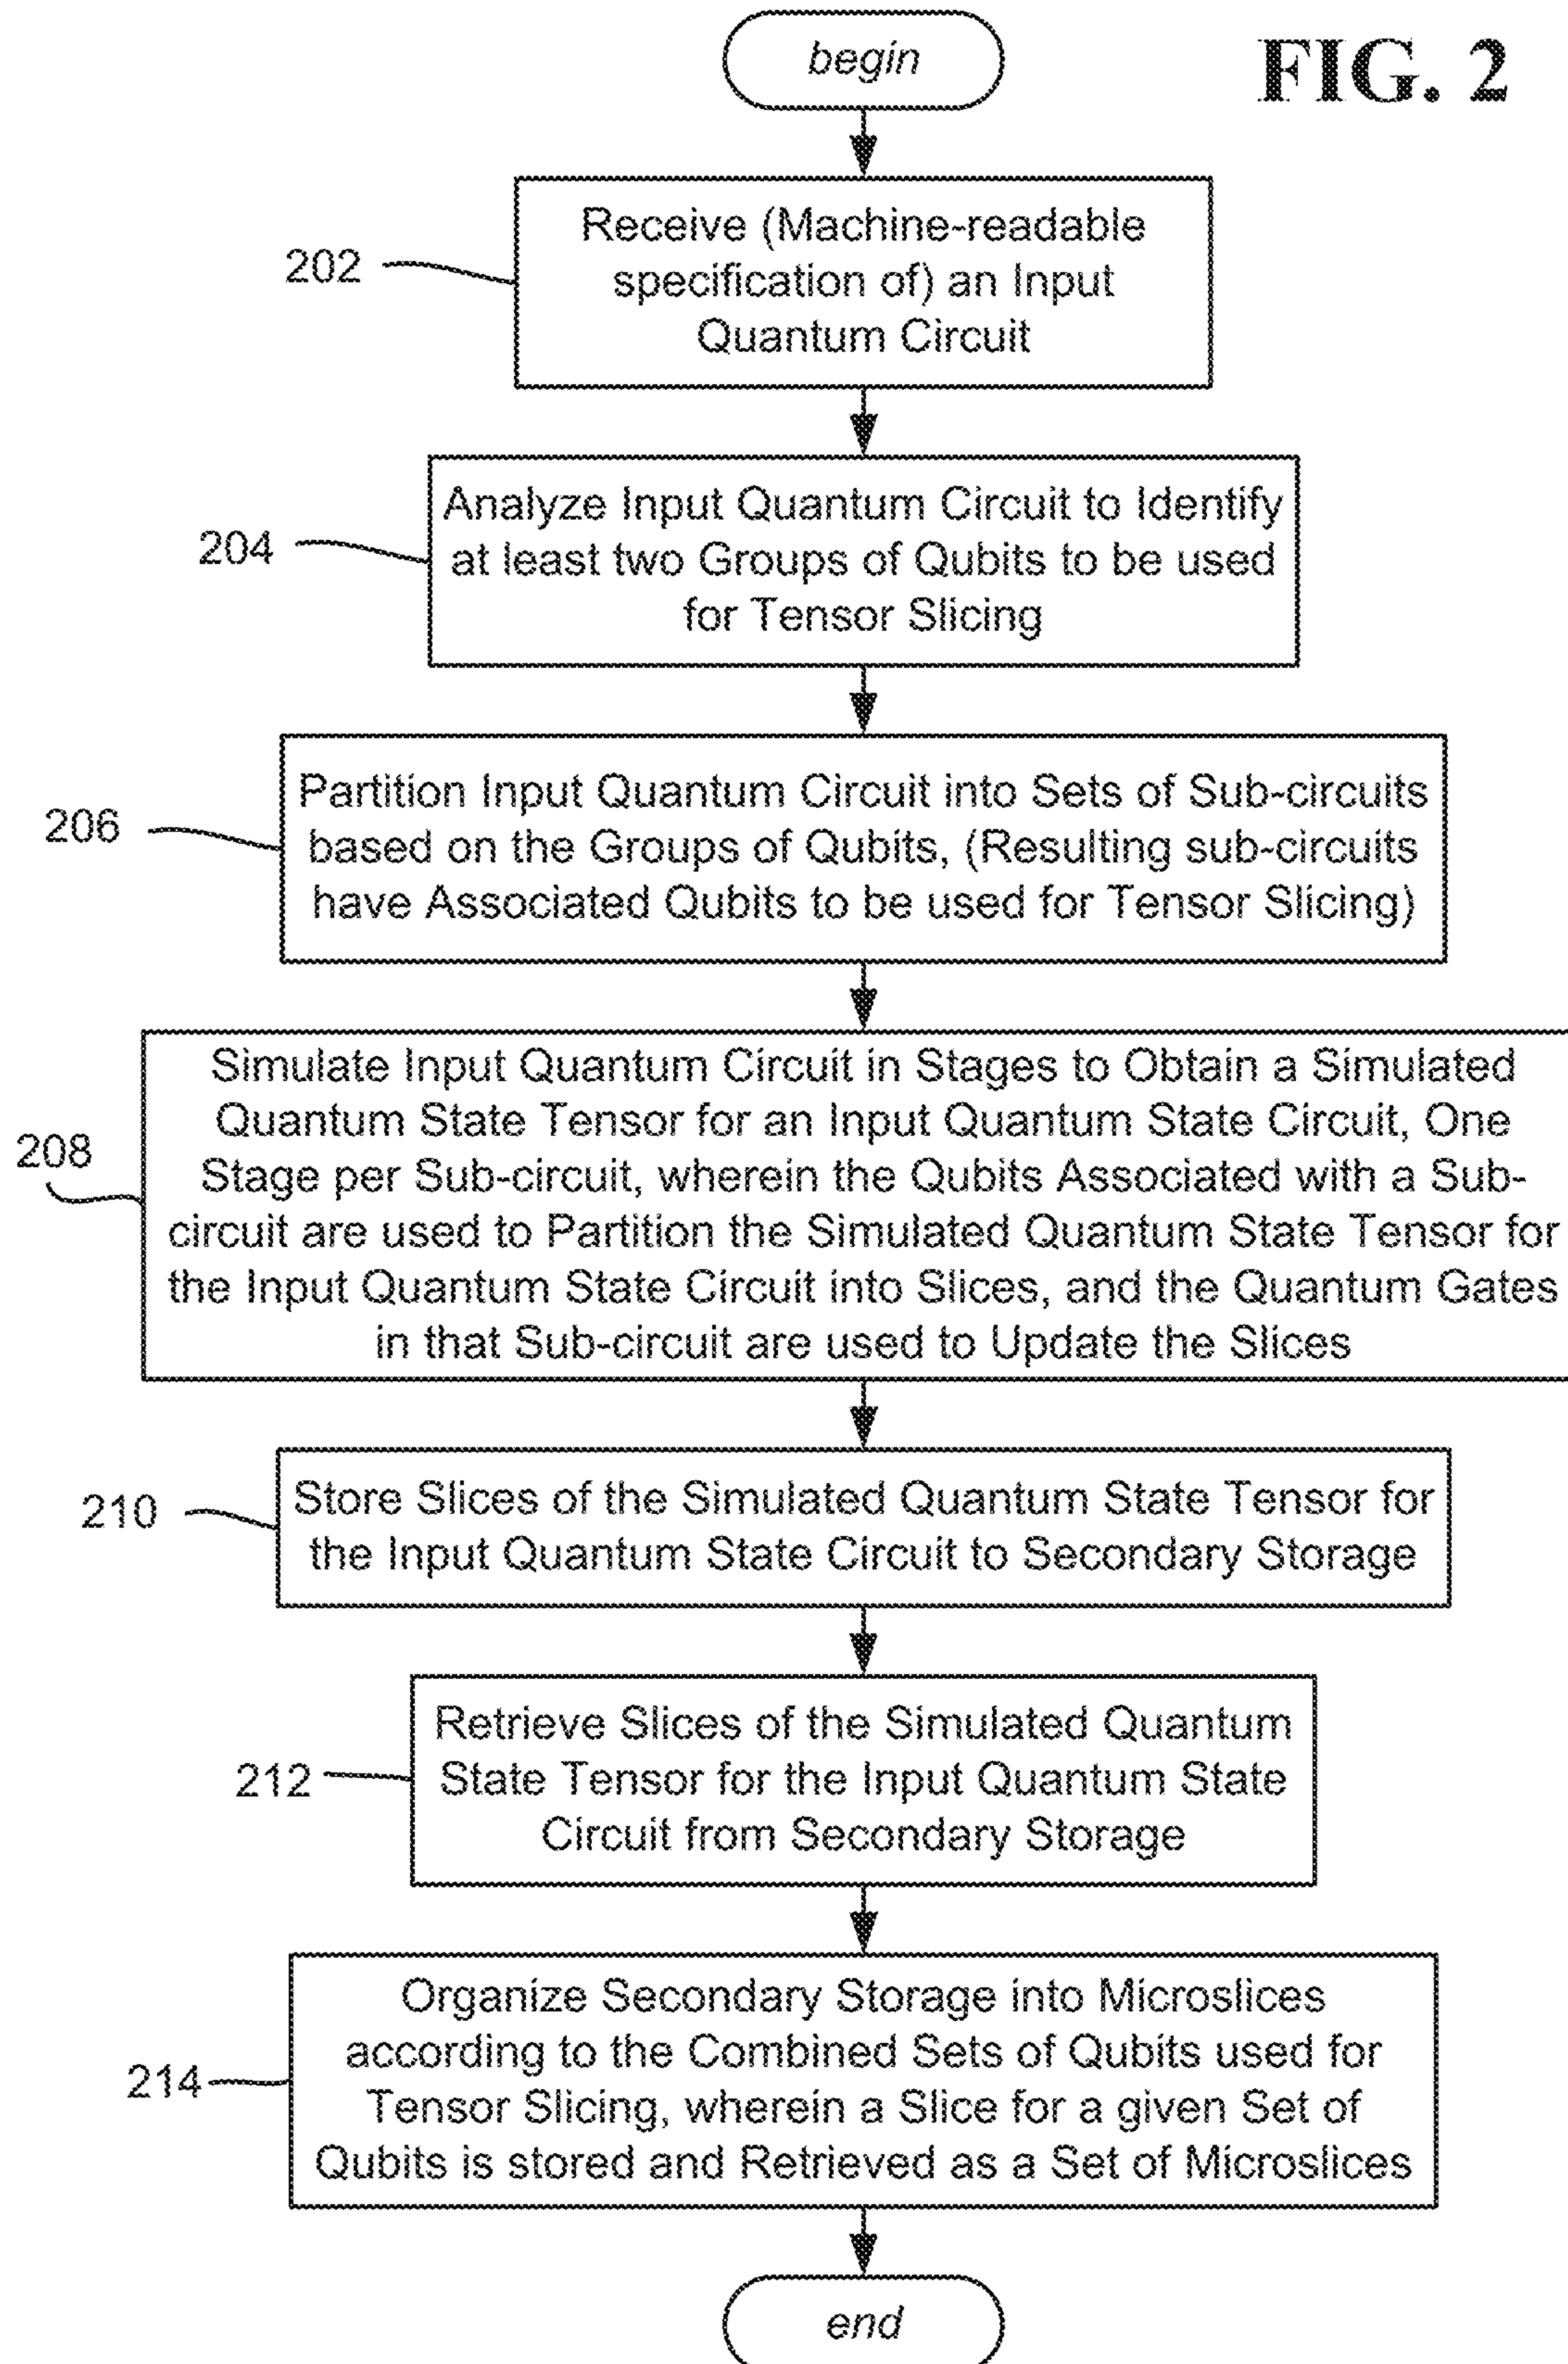 begin
FIG. 2
202
Receive (Machine-readable
specification of) an Input
Quantum Circuit
204
Analyze Input Quantum Circuit to Identify
at least two Groups of Qubits to be used
for Tensor Slicing
206
Partition Input Quantum Circuit into Sets of Sub-circuits
based on the Groups of Qubits, (Resulting sub-circuits
have Associated Qubits to be used for Tensor Slicing)
208
Simulate Input Quantum Circuit in Stages to Obtain a Simulated
Quantum State Tensor for an Input Quantum State Circuit, One
Stage per Sub-circuit, wherein the Qubits Associated with a Sub-
circuit are used to Partition the Simulated Quantum State Tensor for
the Input Quantum State Circuit into Slices, and the Quantum Gates
in that Sub-circuit are used to Update the Slices
210
Store Slices of the Simulated Quantum State Tensor for
the Input Quantum State Circuit to Secondary Storage
212
Retrieve Slices of the Simulated Quantum
State Tensor for the Input Quantum State
Circuit from Secondary Storage
214
Organize Secondary Storage into Microslices
according to the Combined Sets of Qubits used for
Tensor Slicing, wherein a Slice for a given Set of
Qubits is stored and Retrieved as a Set of Microslices
end